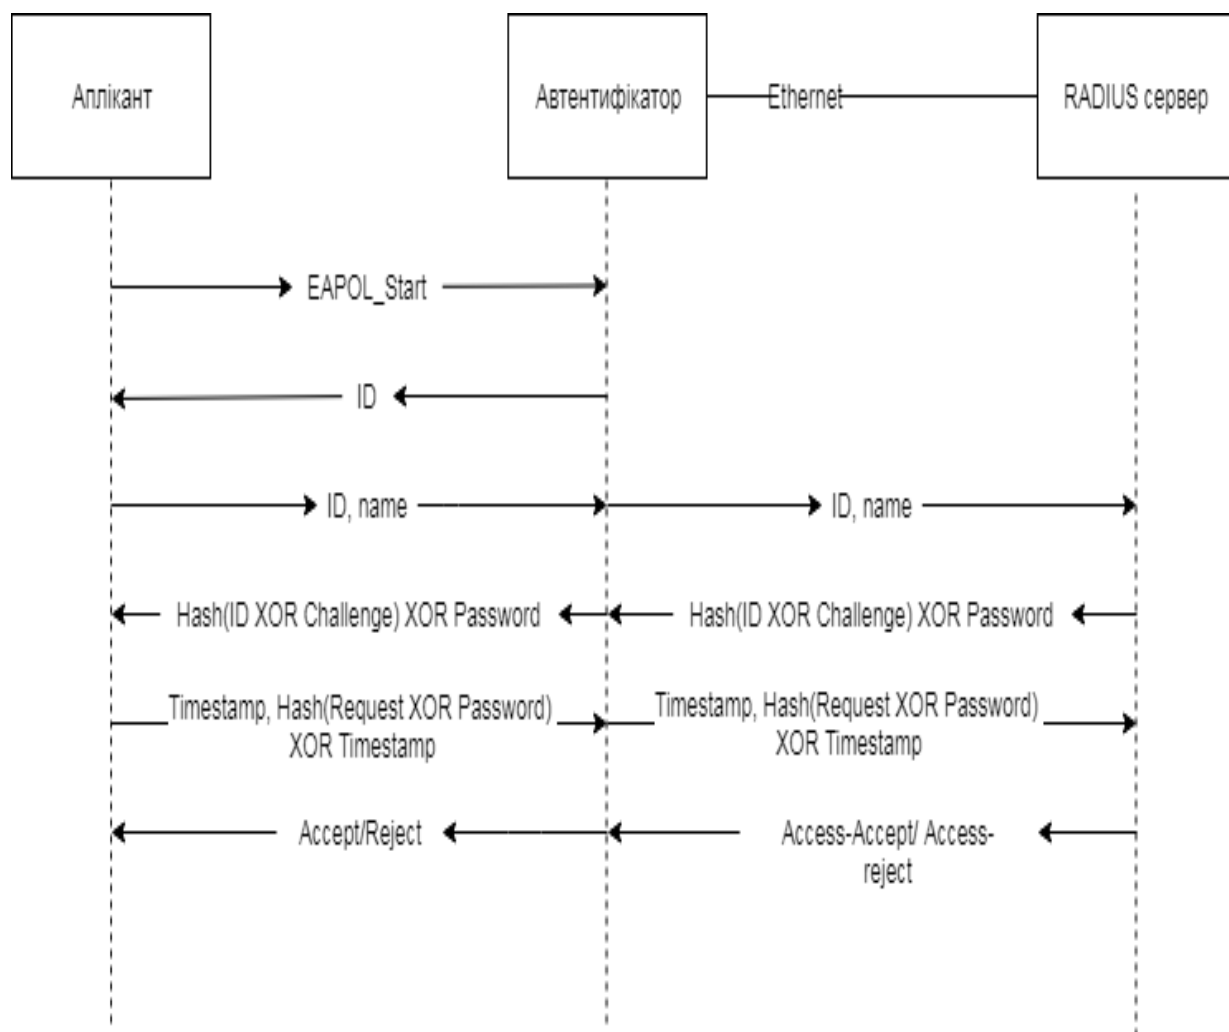 Аплікант
Автентифікатор
Ethernet
RADIUS сервер
EAPOL_Start
ID
ID, name
ID, name
Hash(ID XOR Challenge) XOR Password
Hash(ID XOR Challenge) XOR Password
Timestamp, Hash(Request XOR Password)
XOR Timestamp
Timestamp, Hash(Request XOR Password)
XOR Timestamp
Accept/Reject
Access-Accept/ Access-
reject